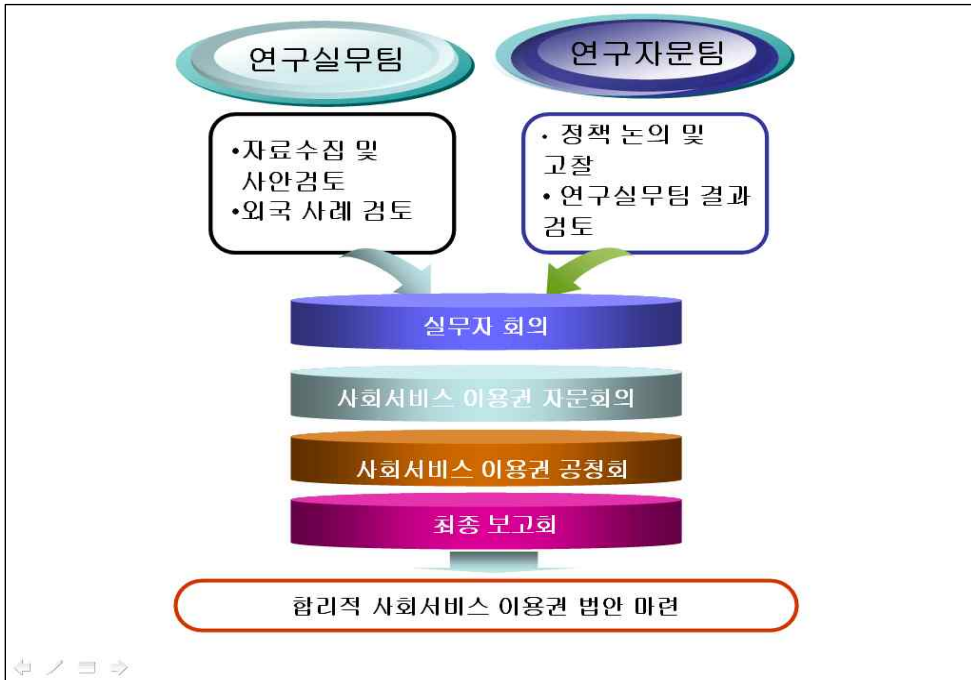 연구실무팀
연구자문팀
•자료수집 및
사안검토
•외국 사례 검토
• 정책 논의 및
고찰
• 연구실무팀 결과
검토
실무자 회의
사회서비스 이용권 자문회의
사회서비스 이용권 공청회
최종 보고회
합리적 사회서비스 이용권 법안 마련